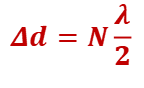 Δd = N λ/2